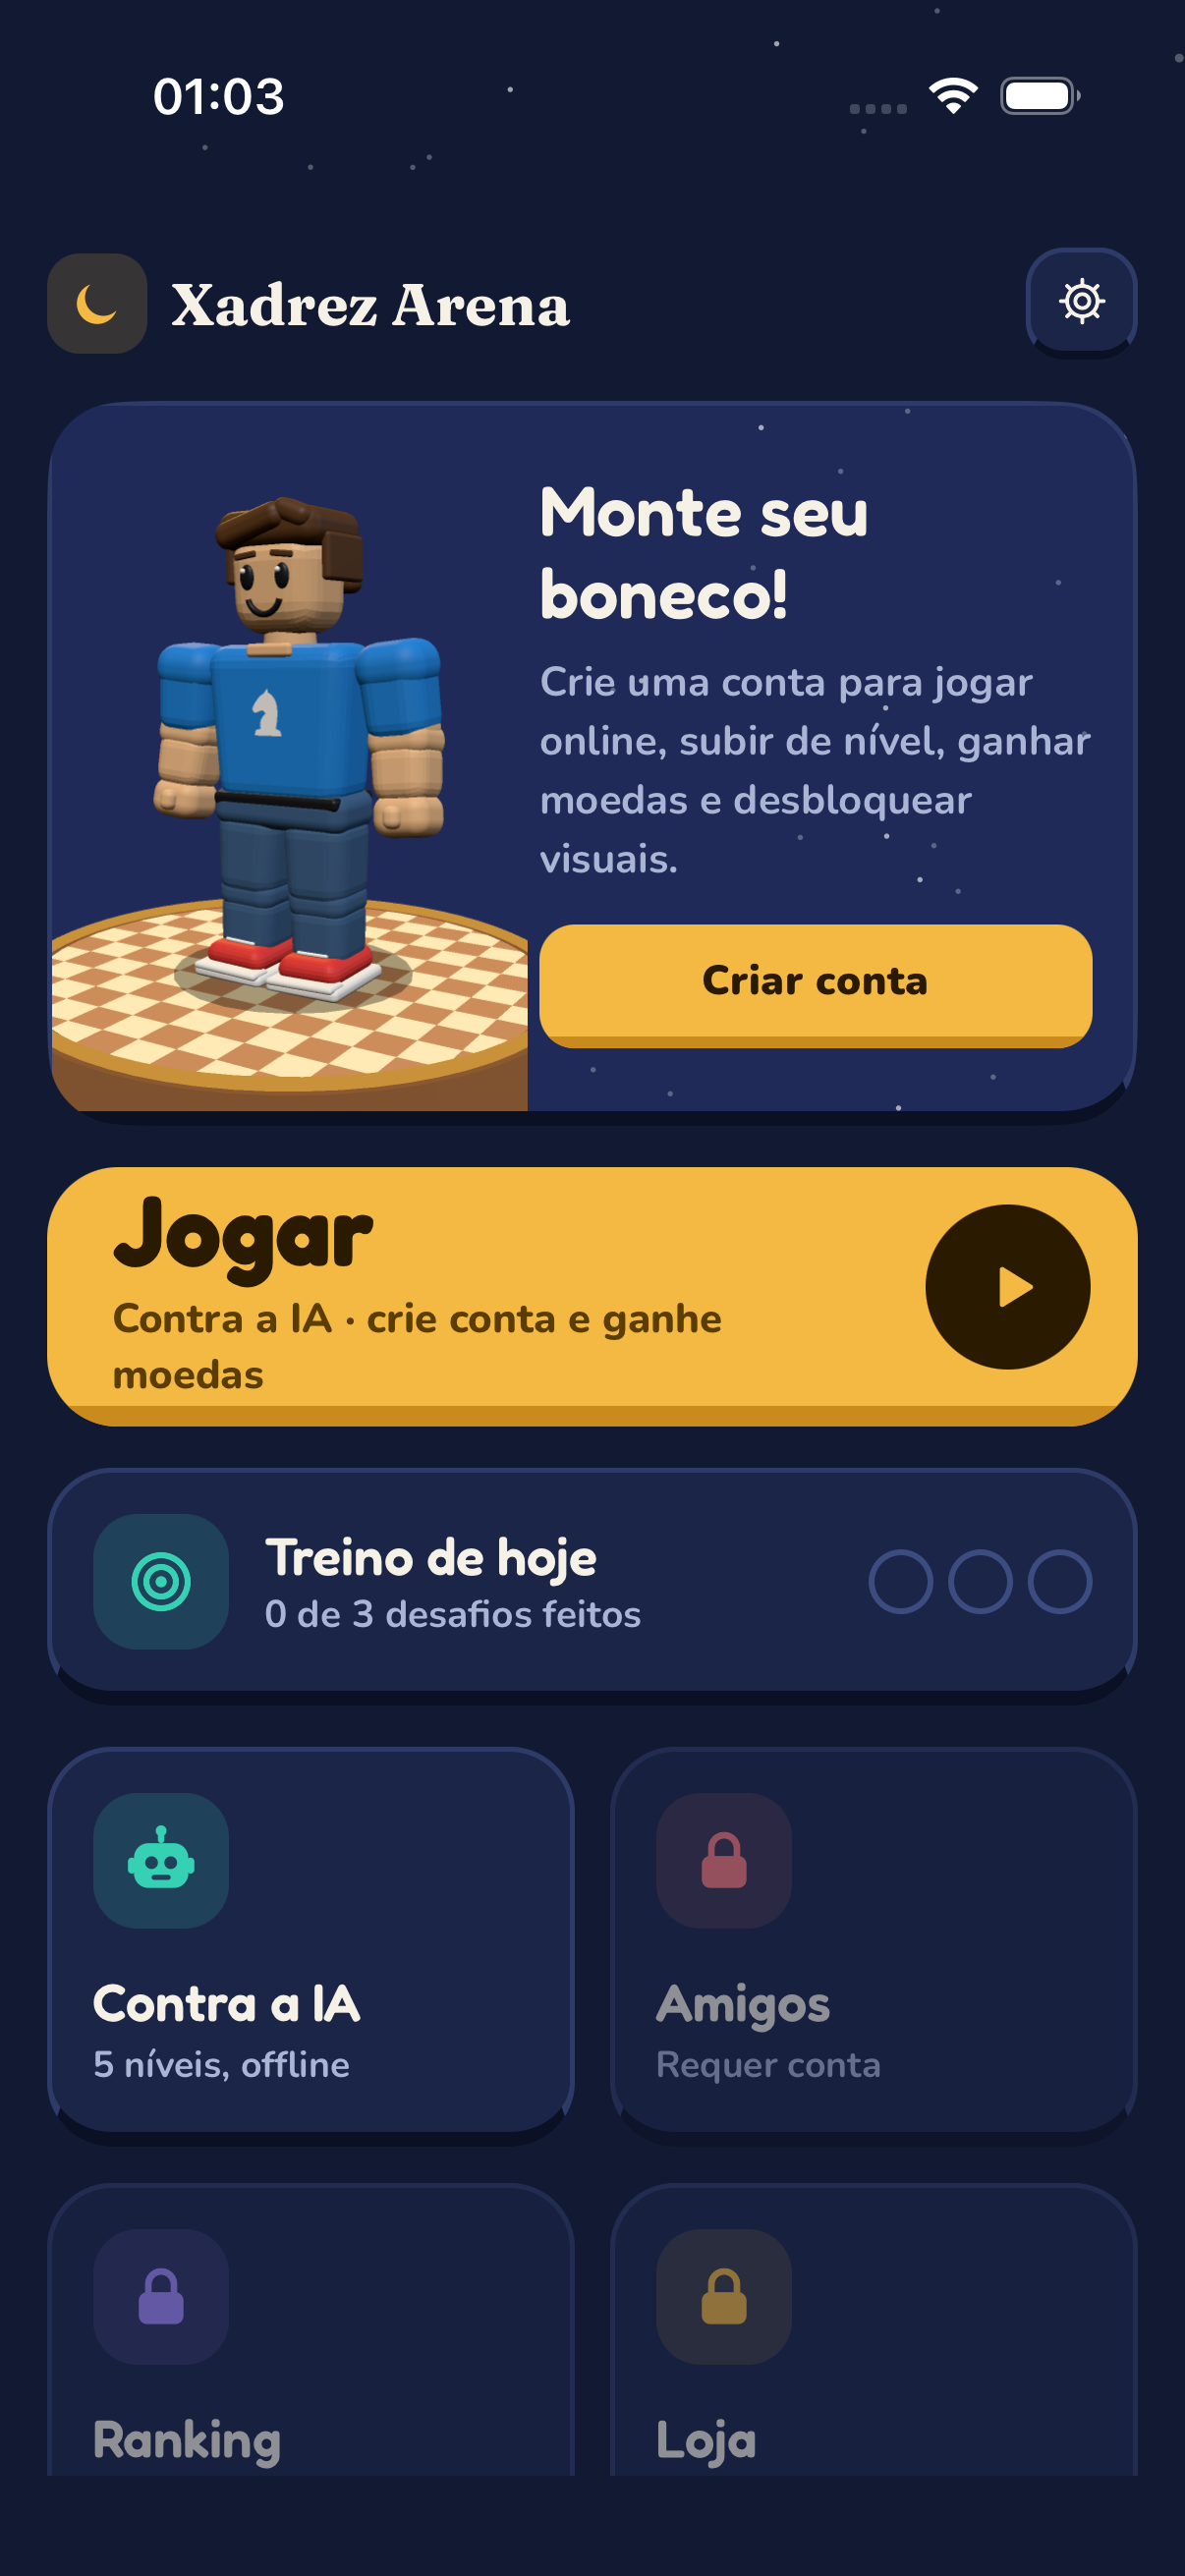 01:03
Xadrez Arena
Monte seu
boneco!
Crie uma conta para jogar
online, subir de nível, ganhar
moedas e desbloquear
visuais.
Criar conta
Jogar
Contra a IA · crie conta e ganhe
moedas
Treino de hoje
0 de 3 desafios feitos
Contra a IA
5 níveis, offline
Amigos
Requer conta
Ranking
Loja